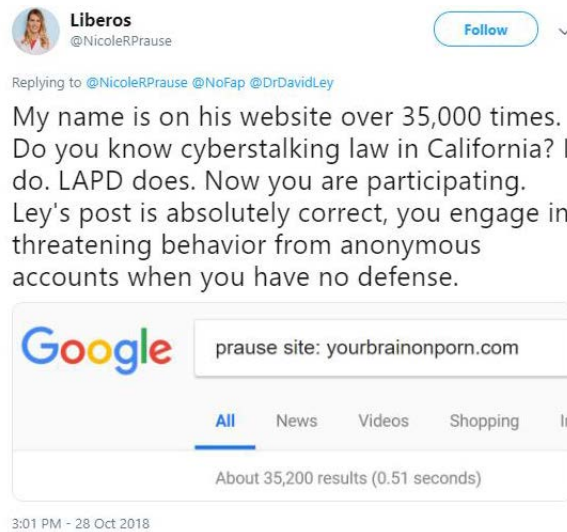 Liberos
@NicoleRPrause
Follow
Replying to @NicoleRPrause @NoFap @DrDavidLey
My name is on his website over 35,000 times.
Do you know cyberstalking law in California? I
do. LAPD does. Now you are participating.
Ley's post is absolutely correct, you engage in
threatening behavior from anonymous
accounts when you have no defense.
Google
prause site: yourbrainonporn.com
All News Videos Shopping
About 35,200 results (0.51 seconds)
3:01 PM - 28 Oct 2018